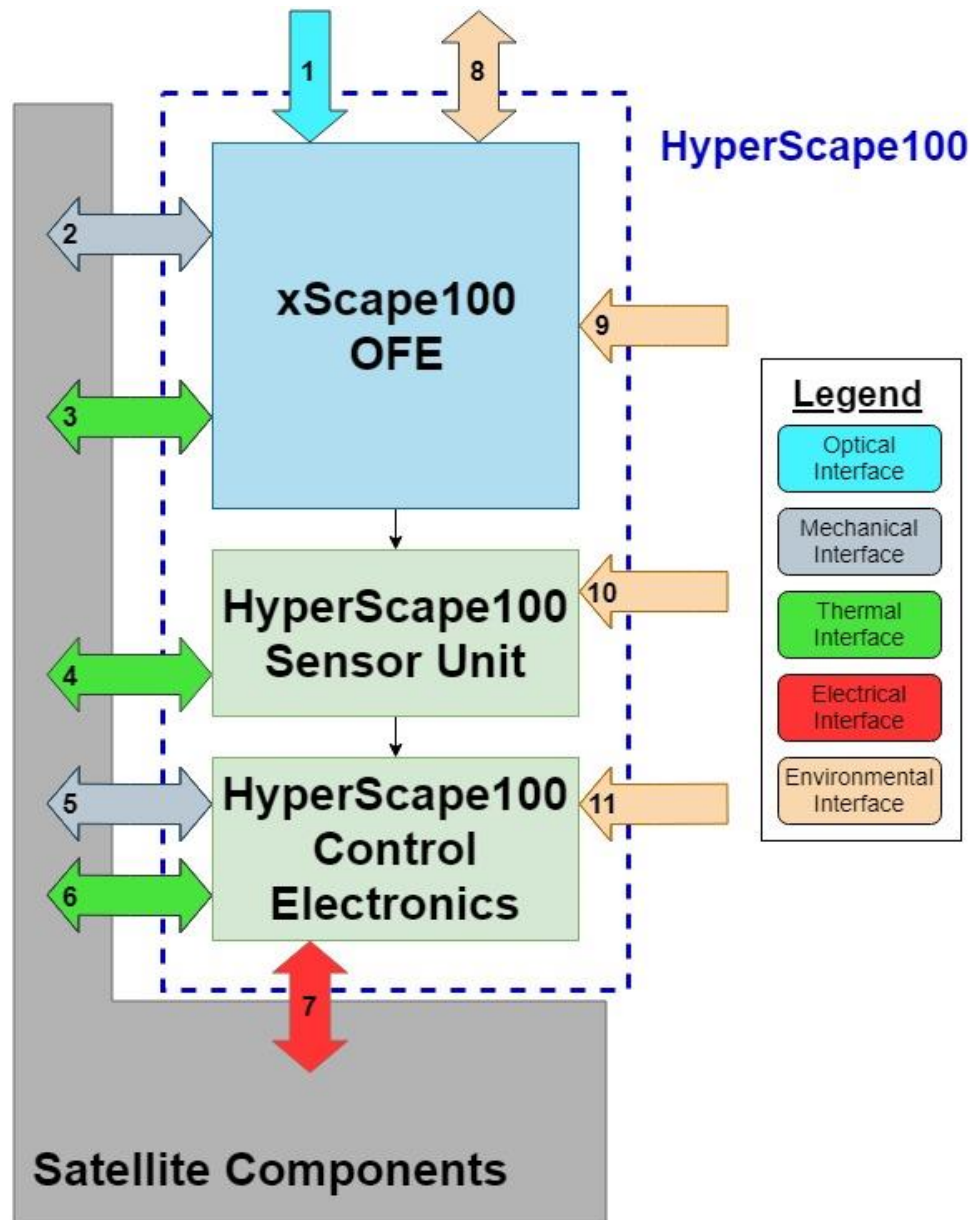 1
8
HyperScape100
2
xScape100
OFE
9
3
Legend
Optical
Interface
Mechanical
Interface
Thermal
Interface
Electrical
Interface
Environmental
Interface
HyperScape100
Sensor Unit
10
4
HyperScape100
Control
Electronics
5
11
6
7
Satellite Components